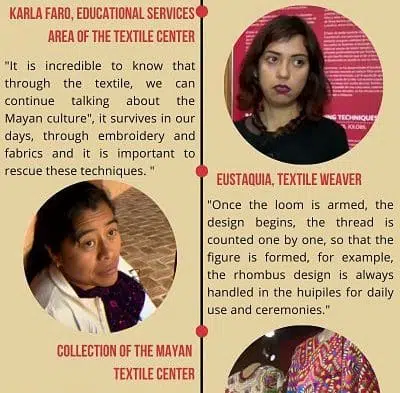 KARLA FARO, EDUCATIONAL SERVICES
AREA OF THE TEXTILE CENTER
"It is incredible to know that
through the textile, we can
continue talking about the
Mayan culture", it survives in our
days, through embroidery and
fabrics and it is important to
rescue these techniques. "
EUSTAQUIA, TEXTILE WEAVER
"Once the loom is armed, the
design begins, the thread is
counted one by one, so that the
figure is formed, for example,
the rhombus design is always
handled in the huipiles for daily
use and ceremonies."
COLLECTION OF THE MAYAN
TEXTILE CENTER